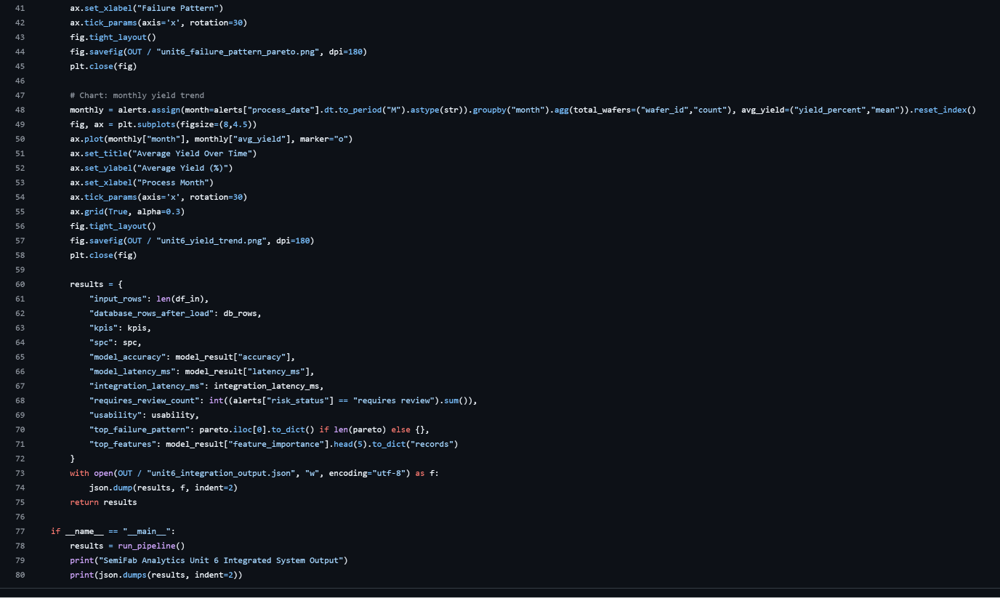 41 ax.set_xlabel("Failure Pattern")
42 ax.tick_params(axis='x', rotation=30)
43 fig.tight_layout()
44 fig.savefig(OUT / "unit6_failure_pattern_pareto.png", dpi=180)
45 plt.close(fig)
46
47 # Chart: monthly yield trend
48 monthly = alerts.assign(month=alerts["process_date"].dt.to_period("M").astype(str)).groupby("month").agg(total_wafers=("wafer_id","count"), avg_yield=("yield_percent","mean")).reset_index()
49 fig, ax = plt.subplots(figsize=(8,4.5))
50 ax.plot(monthly["month"], monthly["avg_yield"], marker="o")
51 ax.set_title("Average Yield Over Time")
52 ax.set_ylabel("Average Yield (%)")
53 ax.set_xlabel("Process Month")
54 ax.tick_params(axis='x', rotation=30)
55 ax.grid(True, alpha=0.3)
56 fig.tight_layout()
57 fig.savefig(OUT / "unit6_yield_trend.png", dpi=180)
58 plt.close(fig)
59
60 results = {
61 "input_rows": len(df_in),
62 "database_rows_after_load": db_rows,
63 "kpis": kpis,
64 "spc": spc,
65 "model_accuracy": model_result["accuracy"],
66 "model_latency_ms": model_result["latency_ms"],
67 "integration_latency_ms": integration_latency_ms,
68 "requires_review_count": int((alerts["risk_status"] == "requires review").sum()),
69 "usability": usability,
70 "top_failure_pattern": pareto.iloc[0].to_dict() if len(pareto) else {},
71 "top_features": model_result["feature_importance"].head(5).to_dict("records")
72 }
73 with open(OUT / "unit6_integration_output.json", "w", encoding="utf-8") as f:
74 json.dump(results, f, indent=2)
75 return results
76
77 if __name__ == "__main__":
78 results = run_pipeline()
79 print("SemiFab Analytics Unit 6 Integrated System Output")
80 print(json.dumps(results, indent=2))